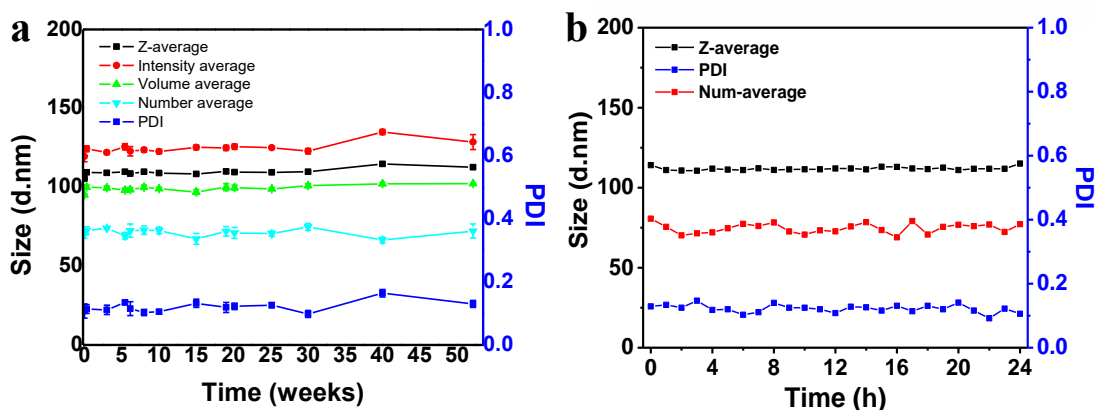 a
200
150
100
50
0
Size (d.nm)
Z-average
Intensity average
Volume average
Number average
PDI
1.0
0.8
0.6
0.4
0.2
0.0
PDI
0 5 10 15 20 25 30 40 50
Time (weeks)
b
200
150
100
50
0
Size (d.nm)
Z-average
PDI
Num-average
1.0
0.8
0.6
0.4
0.2
0.0
PDI
0 4 8 12 16 20 24
Time (h)